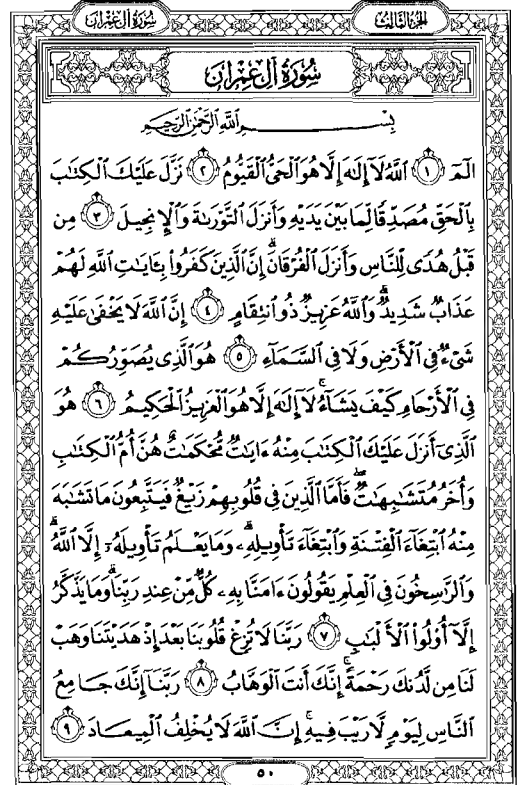 سُورَةُ آلِ عِمْرَانَ
الجزء الثالث
سُورَةُ آلِ عِمْرَانَ
بِسْمِ ٱللَّهِ ٱلرَّحْمَٰنِ ٱلرَّحِيمِ
الٓمٓ ١ ٱللَّهُ لَآ إِلَٰهَ إِلَّا هُوَ ٱلْحَىُّ ٱلْقَيُّومُ ٢ نَزَّلَ عَلَيْكَ ٱلْكِتَٰبَ
بِٱلْحَقِّ مُصَدِّقًا لِّمَا بَيْنَ يَدَيْهِ وَأَنزَلَ ٱلتَّوْرَىٰةَ وَٱلْإِنجِيلَ ٣ مِن
قَبْلُ هُدًى لِّلنَّاسِ وَأَنزَلَ ٱلْفُرْقَانَ ۗ إِنَّ ٱلَّذِينَ كَفَرُوا۟ بِـَٔايَٰتِ ٱللَّهِ لَهُمْ
عَذَابٌ شَدِيدٌ ۗ وَٱللَّهُ عَزِيزٌ ذُو ٱنتِقَامٍ ٤ إِنَّ ٱللَّهَ لَا يَخْفَىٰ عَلَيْهِ
شَىْءٌ فِى ٱلْأَرْضِ وَلَا فِى ٱلسَّمَآءِ ٥ هُوَ ٱلَّذِى يُصَوِّرُكُمْ
فِى ٱلْأَرْحَامِ كَيْفَ يَشَآءُ ۚ لَآ إِلَٰهَ إِلَّا هُوَ ٱلْعَزِيزُ ٱلْحَكِيمُ ٦ هُوَ
ٱلَّذِىٓ أَنزَلَ عَلَيْكَ ٱلْكِتَٰبَ مِنْهُ ءَايَٰتٌ مُّحْكَمَٰتٌ هُنَّ أُمُّ ٱلْكِتَٰبِ
وَأُخَرُ مُتَشَٰبِهَٰتٌ ۖ فَأَمَّا ٱلَّذِينَ فِى قُلُوبِهِمْ زَيْغٌ فَيَتَّبِعُونَ مَا تَشَٰبَهَ
مِنْهُ ٱبْتِغَآءَ ٱلْفِتْنَةِ وَٱبْتِغَآءَ تَأْوِيلِهِۦ ۗ وَمَا يَعْلَمُ تَأْوِيلَهُۥٓ إِلَّا ٱللَّهُ ۗ
وَٱلرَّٰسِخُونَ فِى ٱلْعِلْمِ يَقُولُونَ ءَامَنَّا بِهِۦ كُلٌّ مِّنْ عِندِ رَبِّنَا ۗ وَمَا يَذَّكَّرُ
إِلَّآ أُو۟لُوا۟ ٱلْأَلْبَٰبِ ٧ رَبَّنَا لَا تُزِغْ قُلُوبَنَا بَعْدَ إِذْ هَدَيْتَنَا وَهَبْ
لَنَا مِن لَّدُنكَ رَحْمَةً ۚ إِنَّكَ أَنتَ ٱلْوَهَّابُ ٨ رَبَّنَآ إِنَّكَ جَامِعُ
ٱلنَّاسِ لِيَوْمٍ لَّا رَيْبَ فِيهِ ۚ إِنَّ ٱللَّهَ لَا يُخْلِفُ ٱلْمِيعَادَ ٩
٥٠